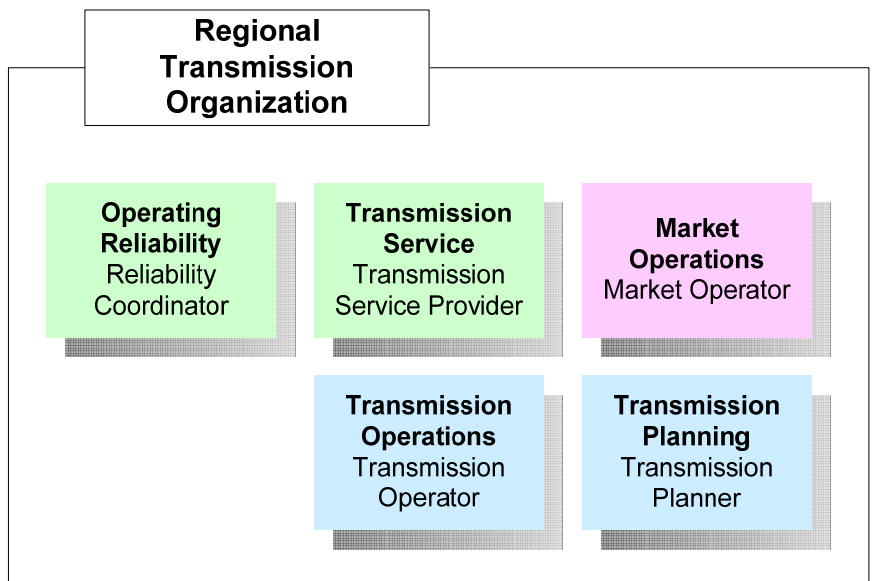 Regional
Transmission
Organization
Operating
Reliability
Reliability
Coordinator
Transmission
Service
Transmission
Service Provider
Market
Operations
Market Operator
Transmission
Operations
Transmission
Operator
Transmission
Planning
Transmission
Planner